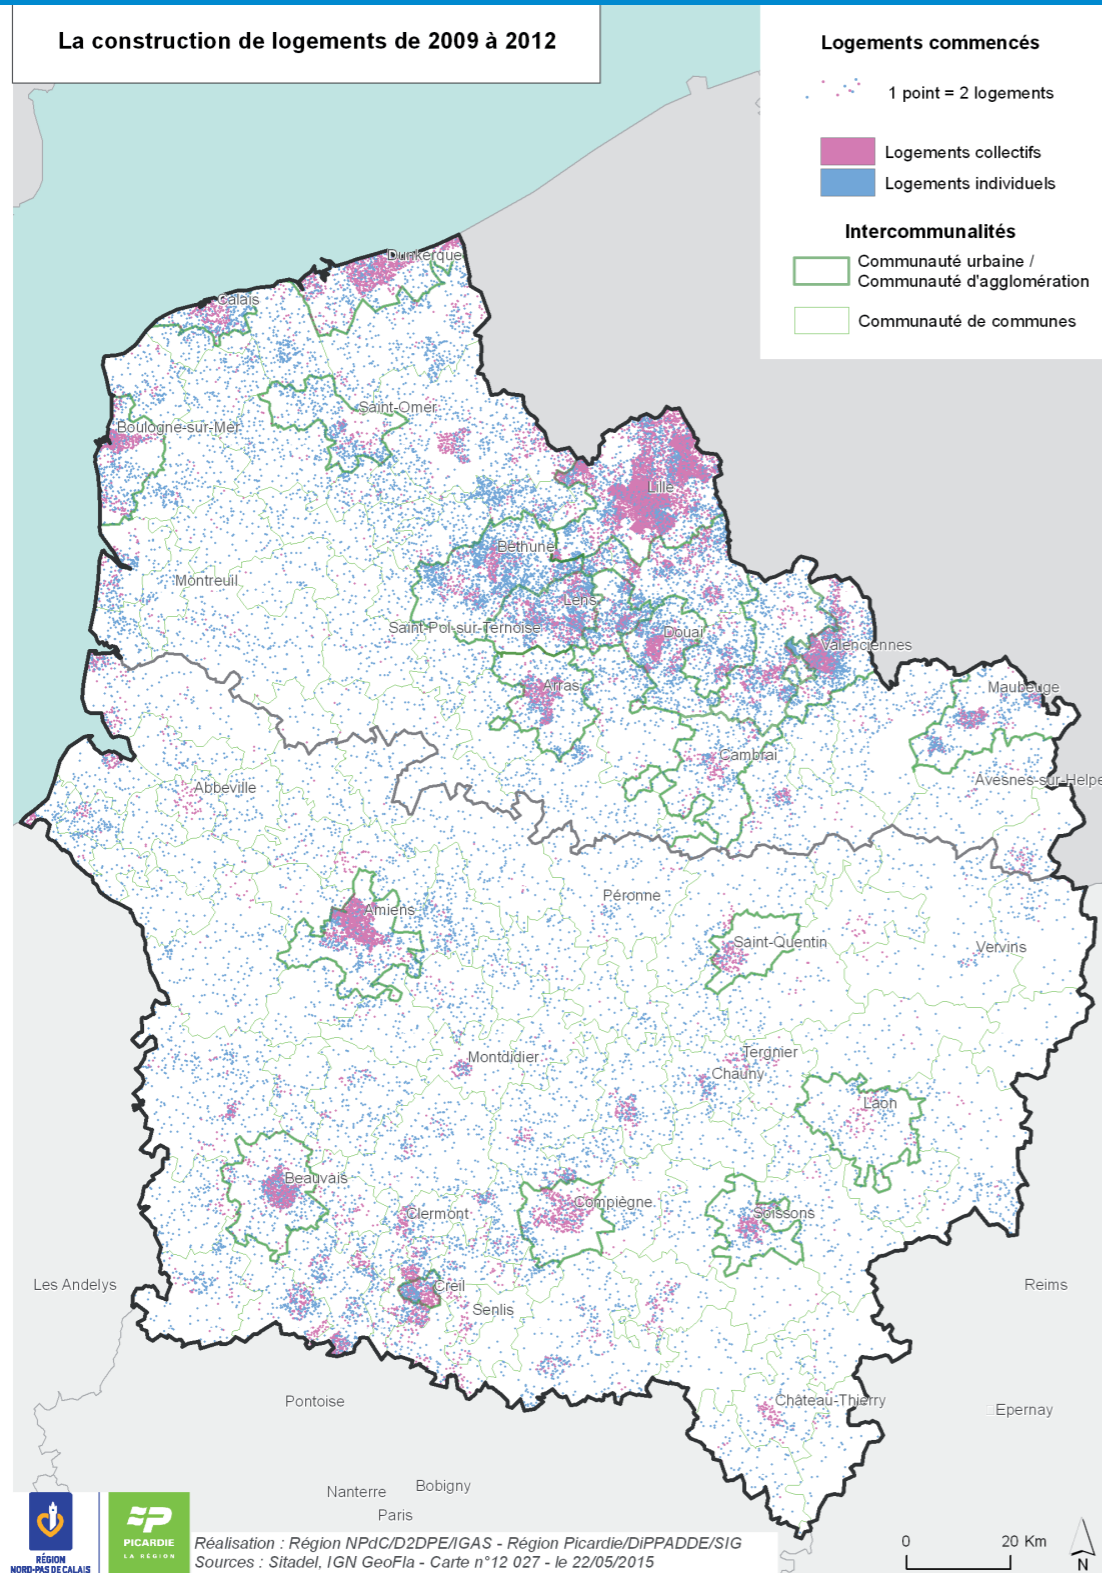 La construction de logements de 2009 à 2012
Logements commencés
1 point = 2 logements
Logements collectifs
Logements individuels
Intercommunalités
Communauté urbaine /
Communauté d'agglomération
Communauté de communes
Dunkerque
Calais
Saint-Omer
Boulogne-sur-Mer
Lille
Béthune
Montreuil
Lens
Saint-Pol-sur-Ternoise
Douai
Valenciennes
Arras
Maubeuge
Cambrai
Avesnes-sur-Helpe
Abbeville
Péronne
Amiens
Saint-Quentin
Vervins
Montdidier
Tergnier
Chauny
Laon
Beauvais
Compiègne
Clermont
Soissons
Les Andelys
Creil
Reims
Senlis
Pontoise
Château-Thierry
Epernay
Nanterre
Bobigny
Paris
RÉGION
NORD-PAS DE CALAIS
PICARDIE
LA RÉGION
Réalisation : Région NPdC/D2DPE/IGAS - Région Picardie/DiPPADDE/SIG
Sources : Sitadel, IGN GeoFla - Carte n°12 027 - le 22/05/2015
0 20 Km
N